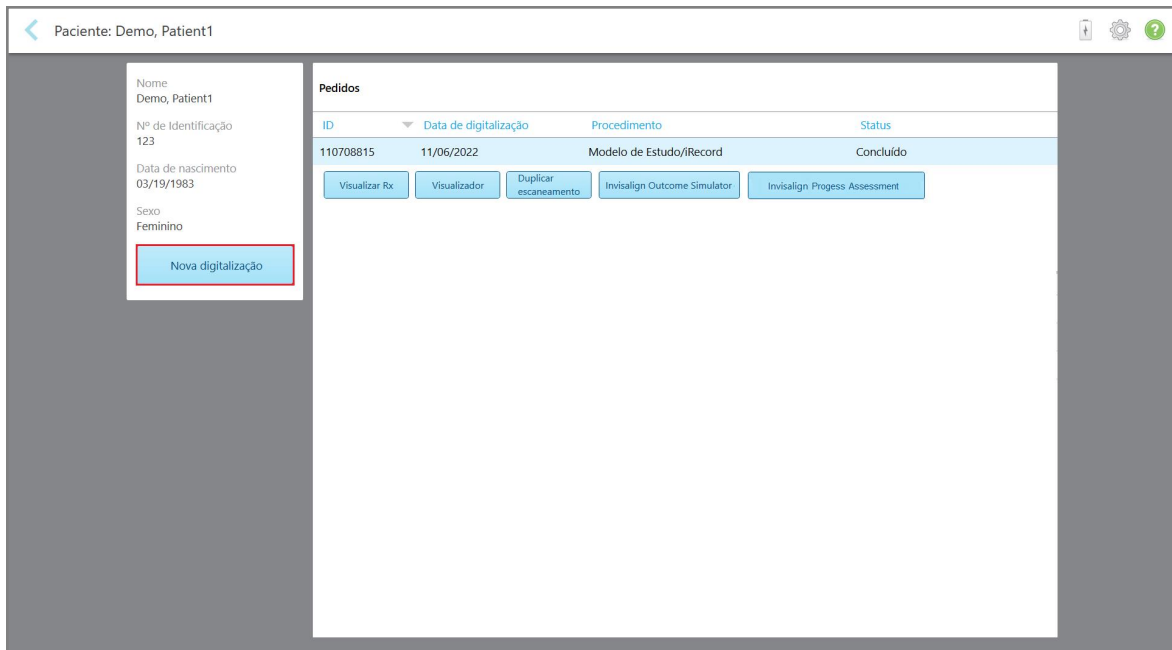 Paciente: Demo, Patient1
?
Nome
Demo, Patient1
Nº de Identificação
123
Data de nascimento
03/19/1983
Sexo
Feminino
Nova digitalização
Pedidos
ID Data de digitalização Procedimento Status
110708815 11/06/2022 Modelo de Estudo/iRecord Concluído
Visualizar Rx
Visualizador
Duplicar
escaneamento
Invisalign Outcome Simulator
Invisalign Progess Assessment